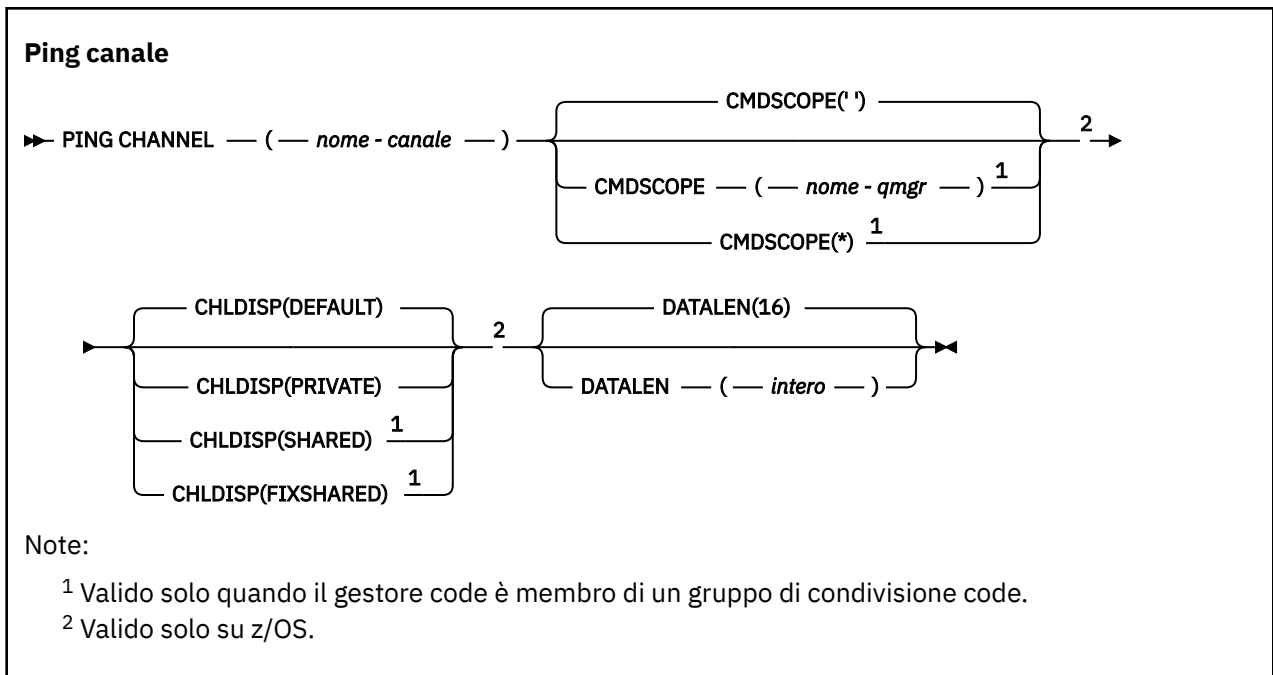 Ping canale
CMDSCOPE(' ')
PING CHANNEL ( nome - canale ) 2
CMDSCOPE ( nome - qmgr ) 1
CMDSCOPE(*) 1
CHLDISP(DEFAULT) DATALEN(16)
2
CHLDISP(PRIVATE) DATALEN ( intero )
CHLDISP(SHARED) 1
CHLDISP(FIXSHARED) 1
Note:
1 Valido solo quando il gestore code è membro di un gruppo di condivisione code.
2 Valido solo su z/OS.